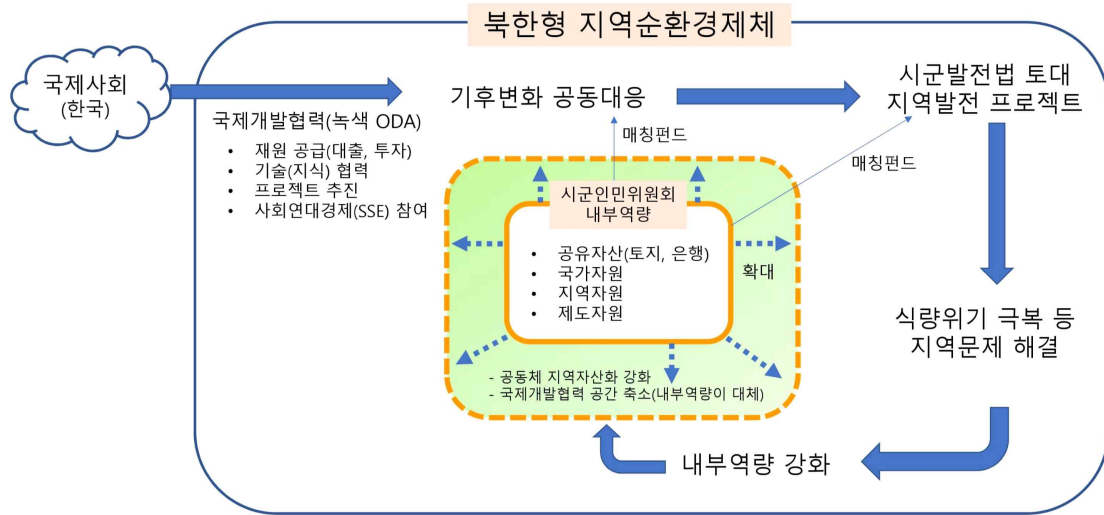 북한형 지역순환경제체
국제사회
(한국)
국제개발협력(녹색 ODA)
• 재원 공급(대출, 투자)
• 기술(지식) 협력
• 프로젝트 추진
• 사회연대경제(SSE) 참여
기후변화 공동대응
시군발전법 토대
지역발전 프로젝트
매칭펀드
매칭펀드
시군인민위원회
내부역량
• 공유자산(토지, 은행)
• 국가자원
• 지역자원
• 제도자원
확대
- 공동체 지역자산화 강화
- 국제개발협력 공간 축소(내부역량이 대체)
식량위기 극복 등
지역문제 해결
내부역량 강화